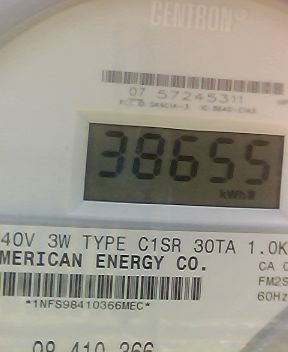 CENTRON®
07 57245311
38655
kWh
40V 3W TYPE C1SR 30TA 1.0K
MERICAN ENERGY CO.
CA
FM2S
60Hz
*1NFS98410366MEC*
98 410 366